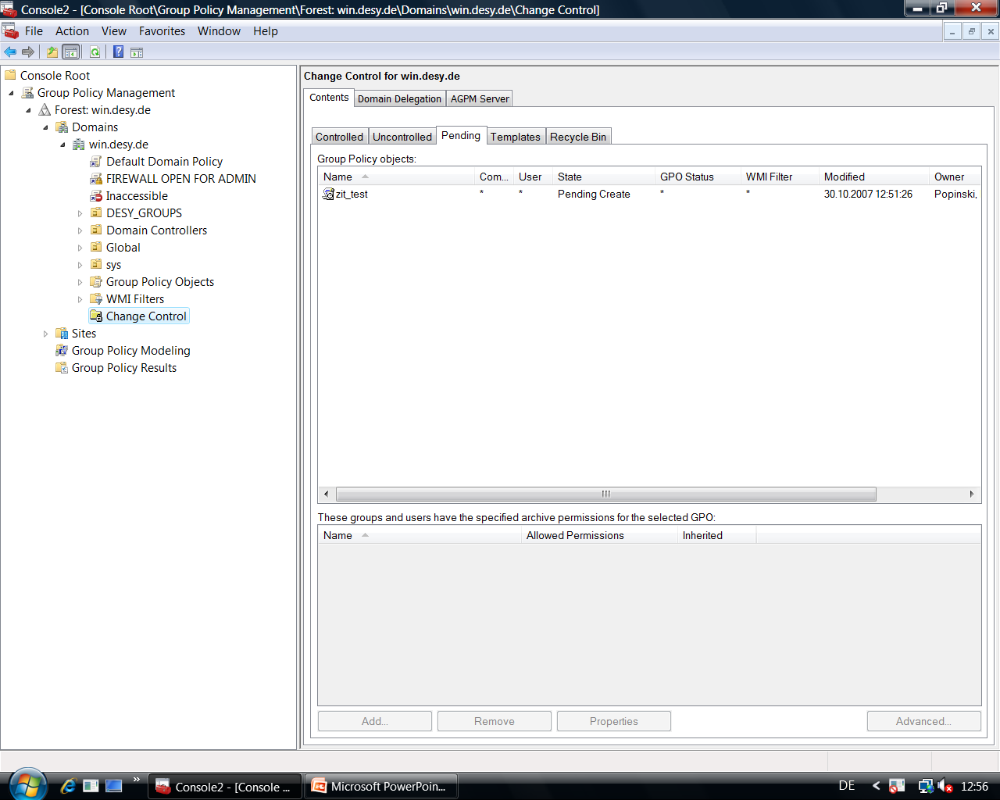 Console2 - [Console Root\Group Policy Management\Forest: win.desy.de\Domains\win.desy.de\Change Control]
File Action View Favorites Window Help
Console Root
Group Policy Management
Forest: win.desy.de
Domains
win.desy.de
Default Domain Policy
FIREWALL OPEN FOR ADMIN
Inaccessible
DESY_GROUPS
Domain Controllers
Global
sys
Group Policy Objects
WMI Filters
Change Control
Sites
Group Policy Modeling
Group Policy Results
Change Control for win.desy.de
Contents Domain Delegation AGPM Server
Controlled Uncontrolled Pending Templates Recycle Bin
Group Policy objects:
Name Com... User State GPO Status WMI Filter Modified Owner
zit_test * * Pending Create * * 30.10.2007 12:51:26 Popinski,
These groups and users have the specified archive permissions for the selected GPO:
Name Allowed Permissions Inherited
Add... Remove Properties Advanced...
Console2 - [Console ... Microsoft PowerPoin... DE 12:56